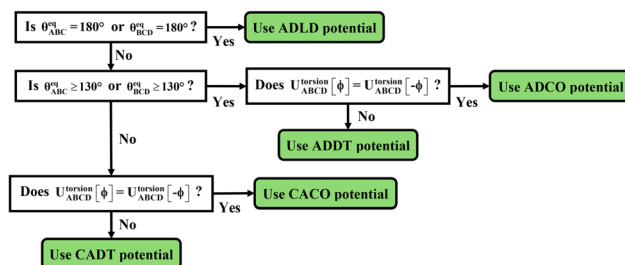 Is θ^eq_ABC = 180° or θ^eq_BCD = 180° ?
Yes
Use ADLD potential
No
Is θ^eq_ABC ≥ 130° or θ^eq_BCD ≥ 130° ?
Yes
Does U^torsion_ABCD [ϕ] = U^torsion_ABCD [-ϕ] ?
Yes
Use ADCO potential
No
Use ADDT potential
No
Does U^torsion_ABCD [ϕ] = U^torsion_ABCD [-ϕ] ?
Yes
Use CACO potential
No
Use CADT potential